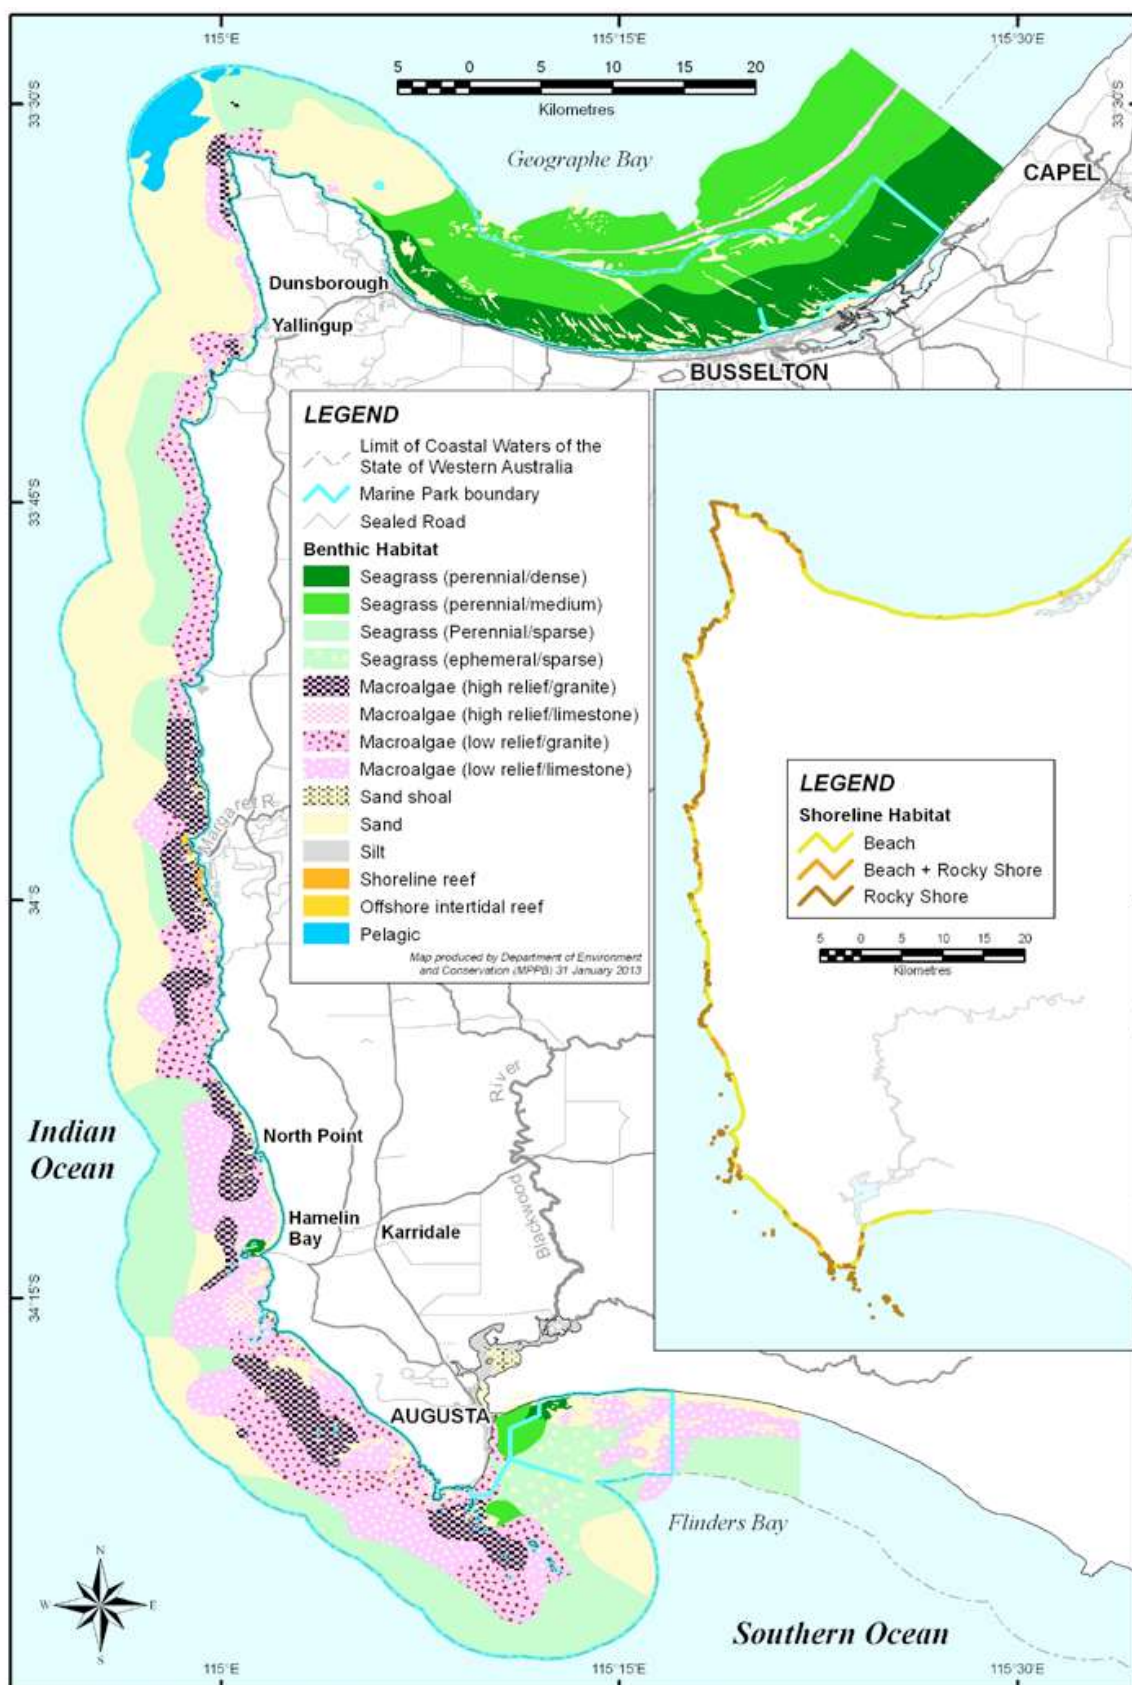 115°E
115°15'E
115°30'E
5 0 5 10 15 20
Kilometres
33°30'S
33°30'S
Geographe Bay
CAPEL
Dunsborough
Yallingup
BUSSELTON
LEGEND
Limit of Coastal Waters of the
State of Western Australia
Marine Park boundary
Sealed Road
Benthic Habitat
Seagrass (perennial/dense)
Seagrass (perennial/medium)
Seagrass (Perennial/sparse)
Seagrass (ephemeral/sparse)
Macroalgae (high relief/granite)
Macroalgae (high relief/limestone)
Macroalgae (low relief/granite)
Macroalgae (low relief/limestone)
Sand shoal
Sand
Silt
Shoreline reef
Offshore intertidal reef
Pelagic
Map produced by Department of Environment
and Conservation (MPPB) 31 January 2013
LEGEND
Shoreline Habitat
Beach
Beach + Rocky Shore
Rocky Shore
5 0 5 10 15 20
Kilometres
33°45'S
Margaret R.
34°S
Indian
Ocean
North Point
Hamelin
Bay
Karridale
Blackwood
River
34°15'S
AUGUSTA
Flinders Bay
Southern Ocean
N
W
E
S
115°E
115°15'E
115°30'E